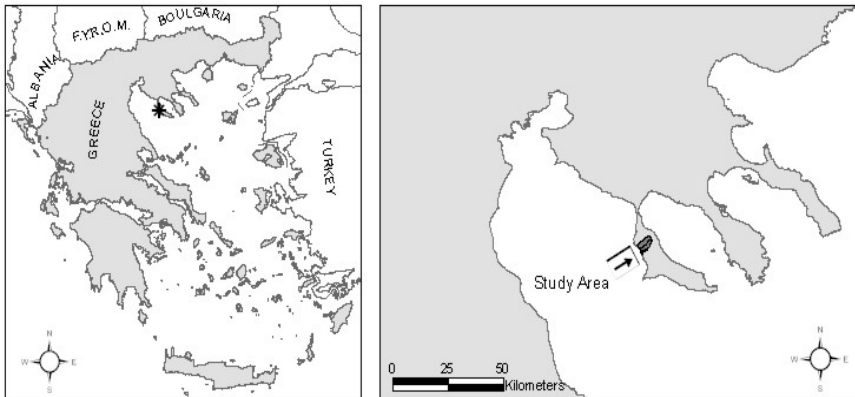 BOULGARIA
F.Y.R.O.M.
ALBANIA
GREECE
TURKEY
N
W E
S
Study Area
0 25 50
Kilometers
N
W E
S